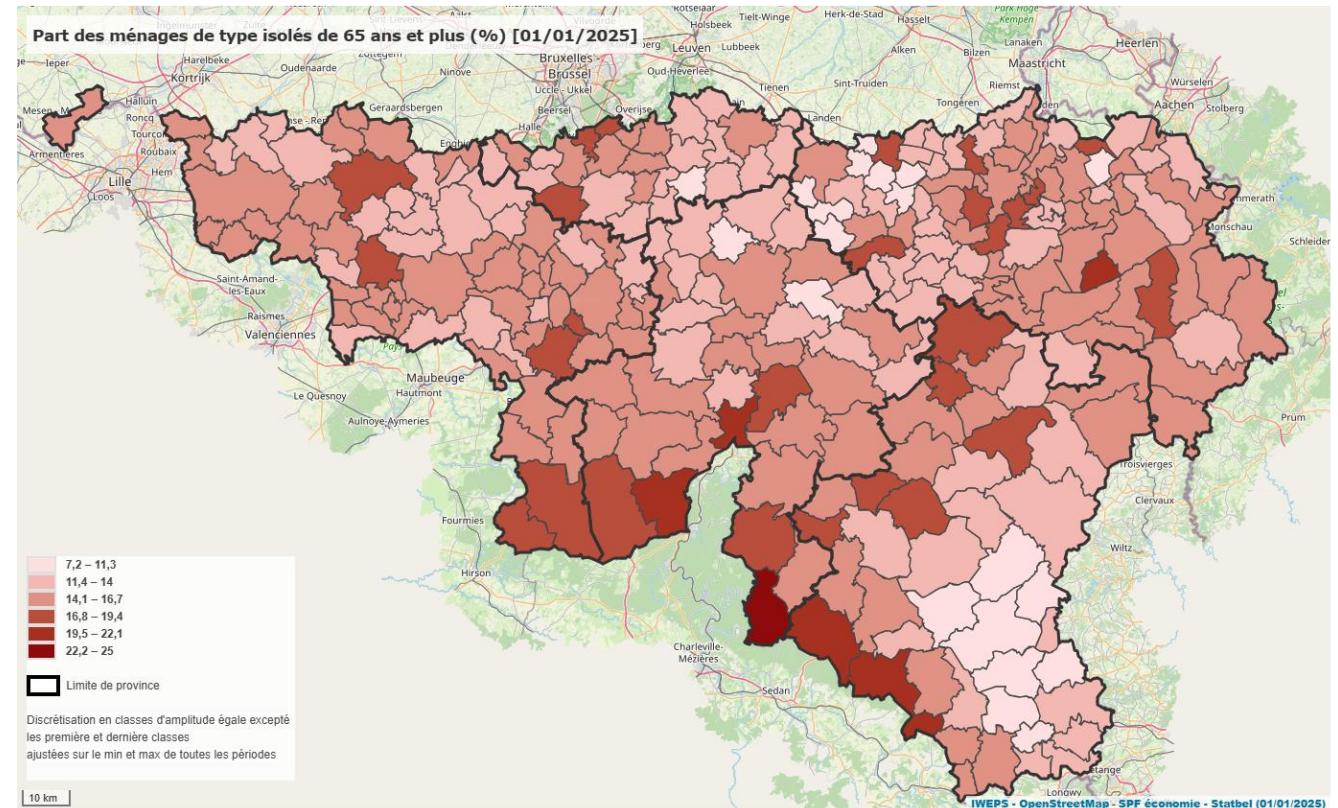 Part des ménages de type isolés de 65 ans et plus (%) [01/01/2025]
Rotselaar
Tielt-Winge
Herk-de-Stad
Hasselt
Park Hoge
Kempen
Holsbeek
Vilvoorde
Ieper
Harelbeke
Kortrijk
Oudenaarde
Zottegem
Ninove
Bruxelles -
Brussel
Leuven
Lubbeek
Alken
Bilzen
Lanaken
Maastricht
Heerlen
Oud-Heverlee
Uccle - Ukkel
Tienen
Sint-Truiden
Riemst
Würselen
Aachen
Stolberg
Halluin
Roncq
Geraardsbergen
Beersel
Overijse
Halle
Landen
Tongeren
Mesen
Armentières
Roubaix
Hem
Lille
Loos
Monschau
Schleiden
Saint-Amand-
les-Eaux
Raismes
Valenciennes
Maubeuge
Hautmont
Le Quesnoy
Aulnoye-Aymeries
Prüm
Troisvierges
Clervaux
Fourmies
Wiltz
Hirson
7,2 – 11,3
11,4 – 14
14,1 – 16,7
16,8 – 19,4
19,5 – 22,1
22,2 – 25
Limite de province
Charleville-
Mézières
Sedan
Discrétisation en classes d'amplitude égale excepté
les première et dernière classes
ajustées sur le min et max de toutes les périodes
Longwy
10 km
IWEPS - OpenStreetMap - SPF économie - Statbel (01/01/2025)